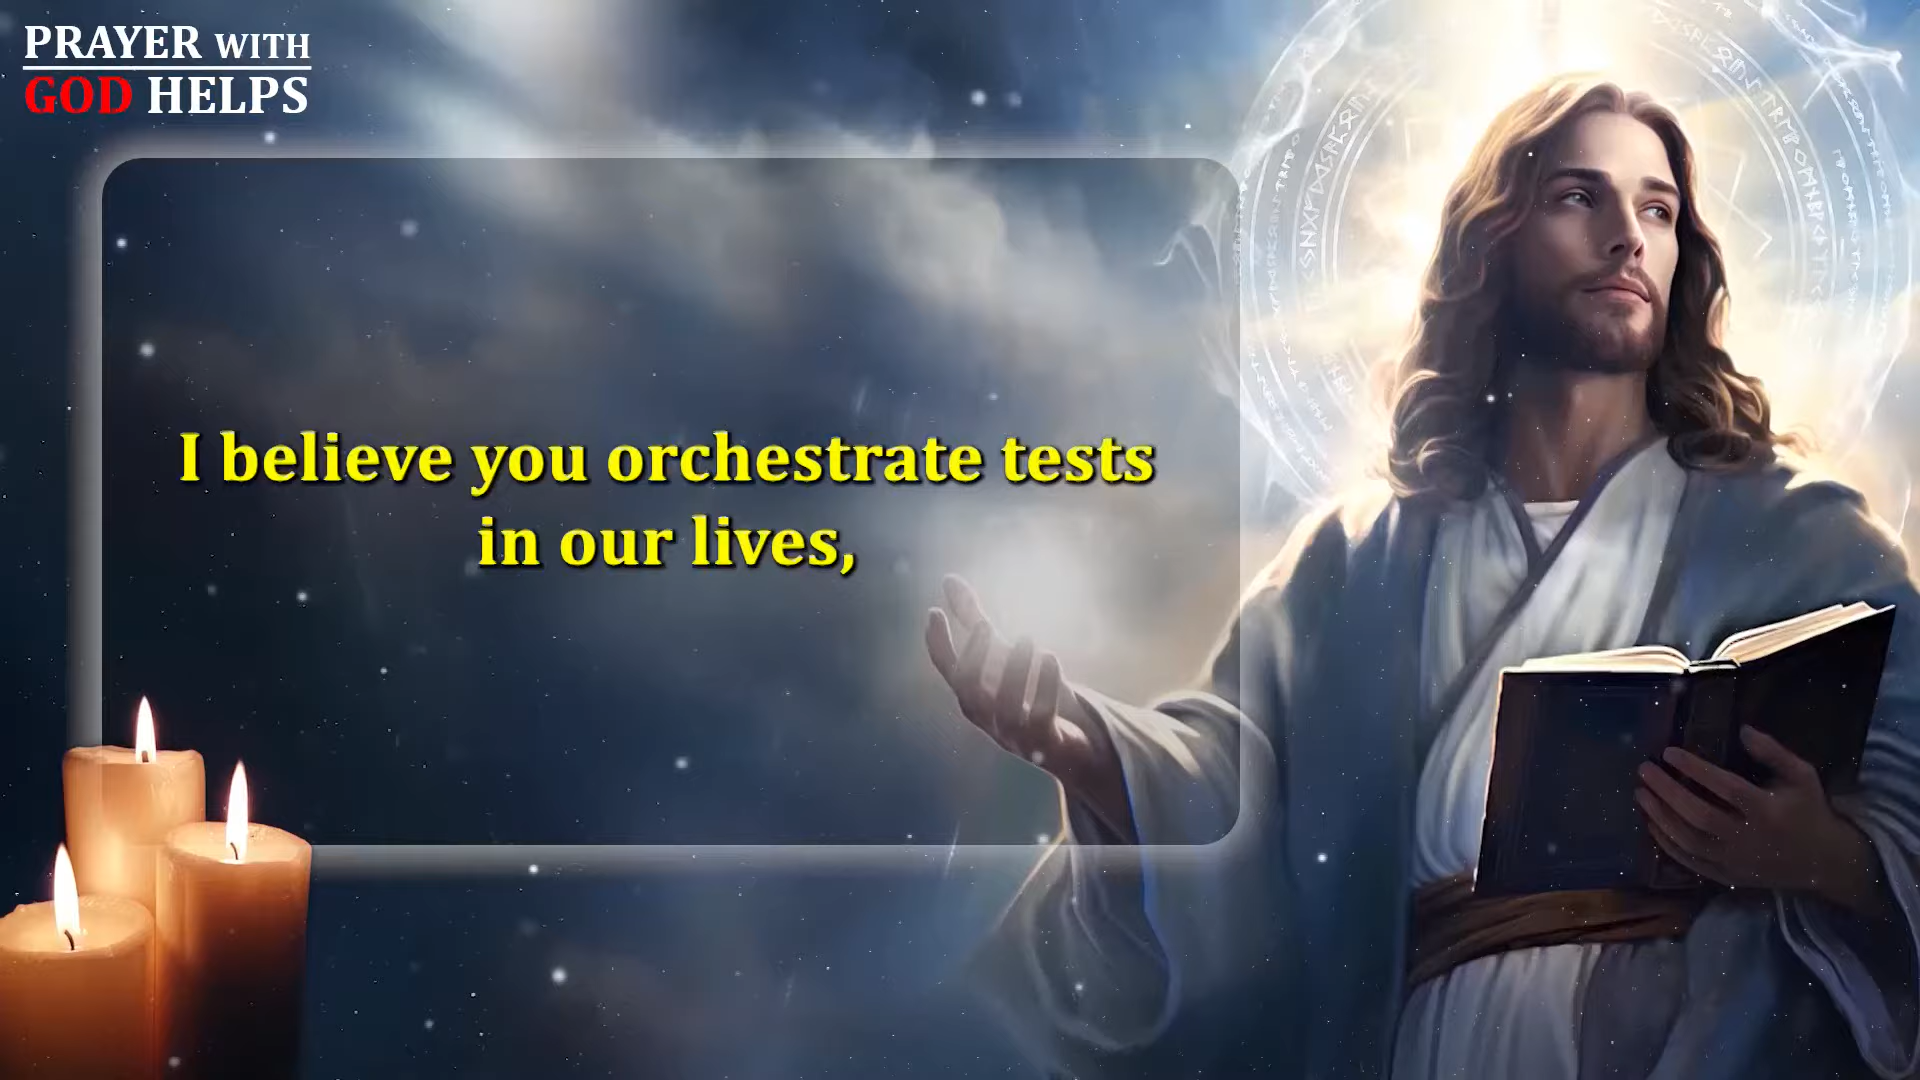 PRAYER WITH
GOD HELPS
I believe you orchestrate tests
in our lives,